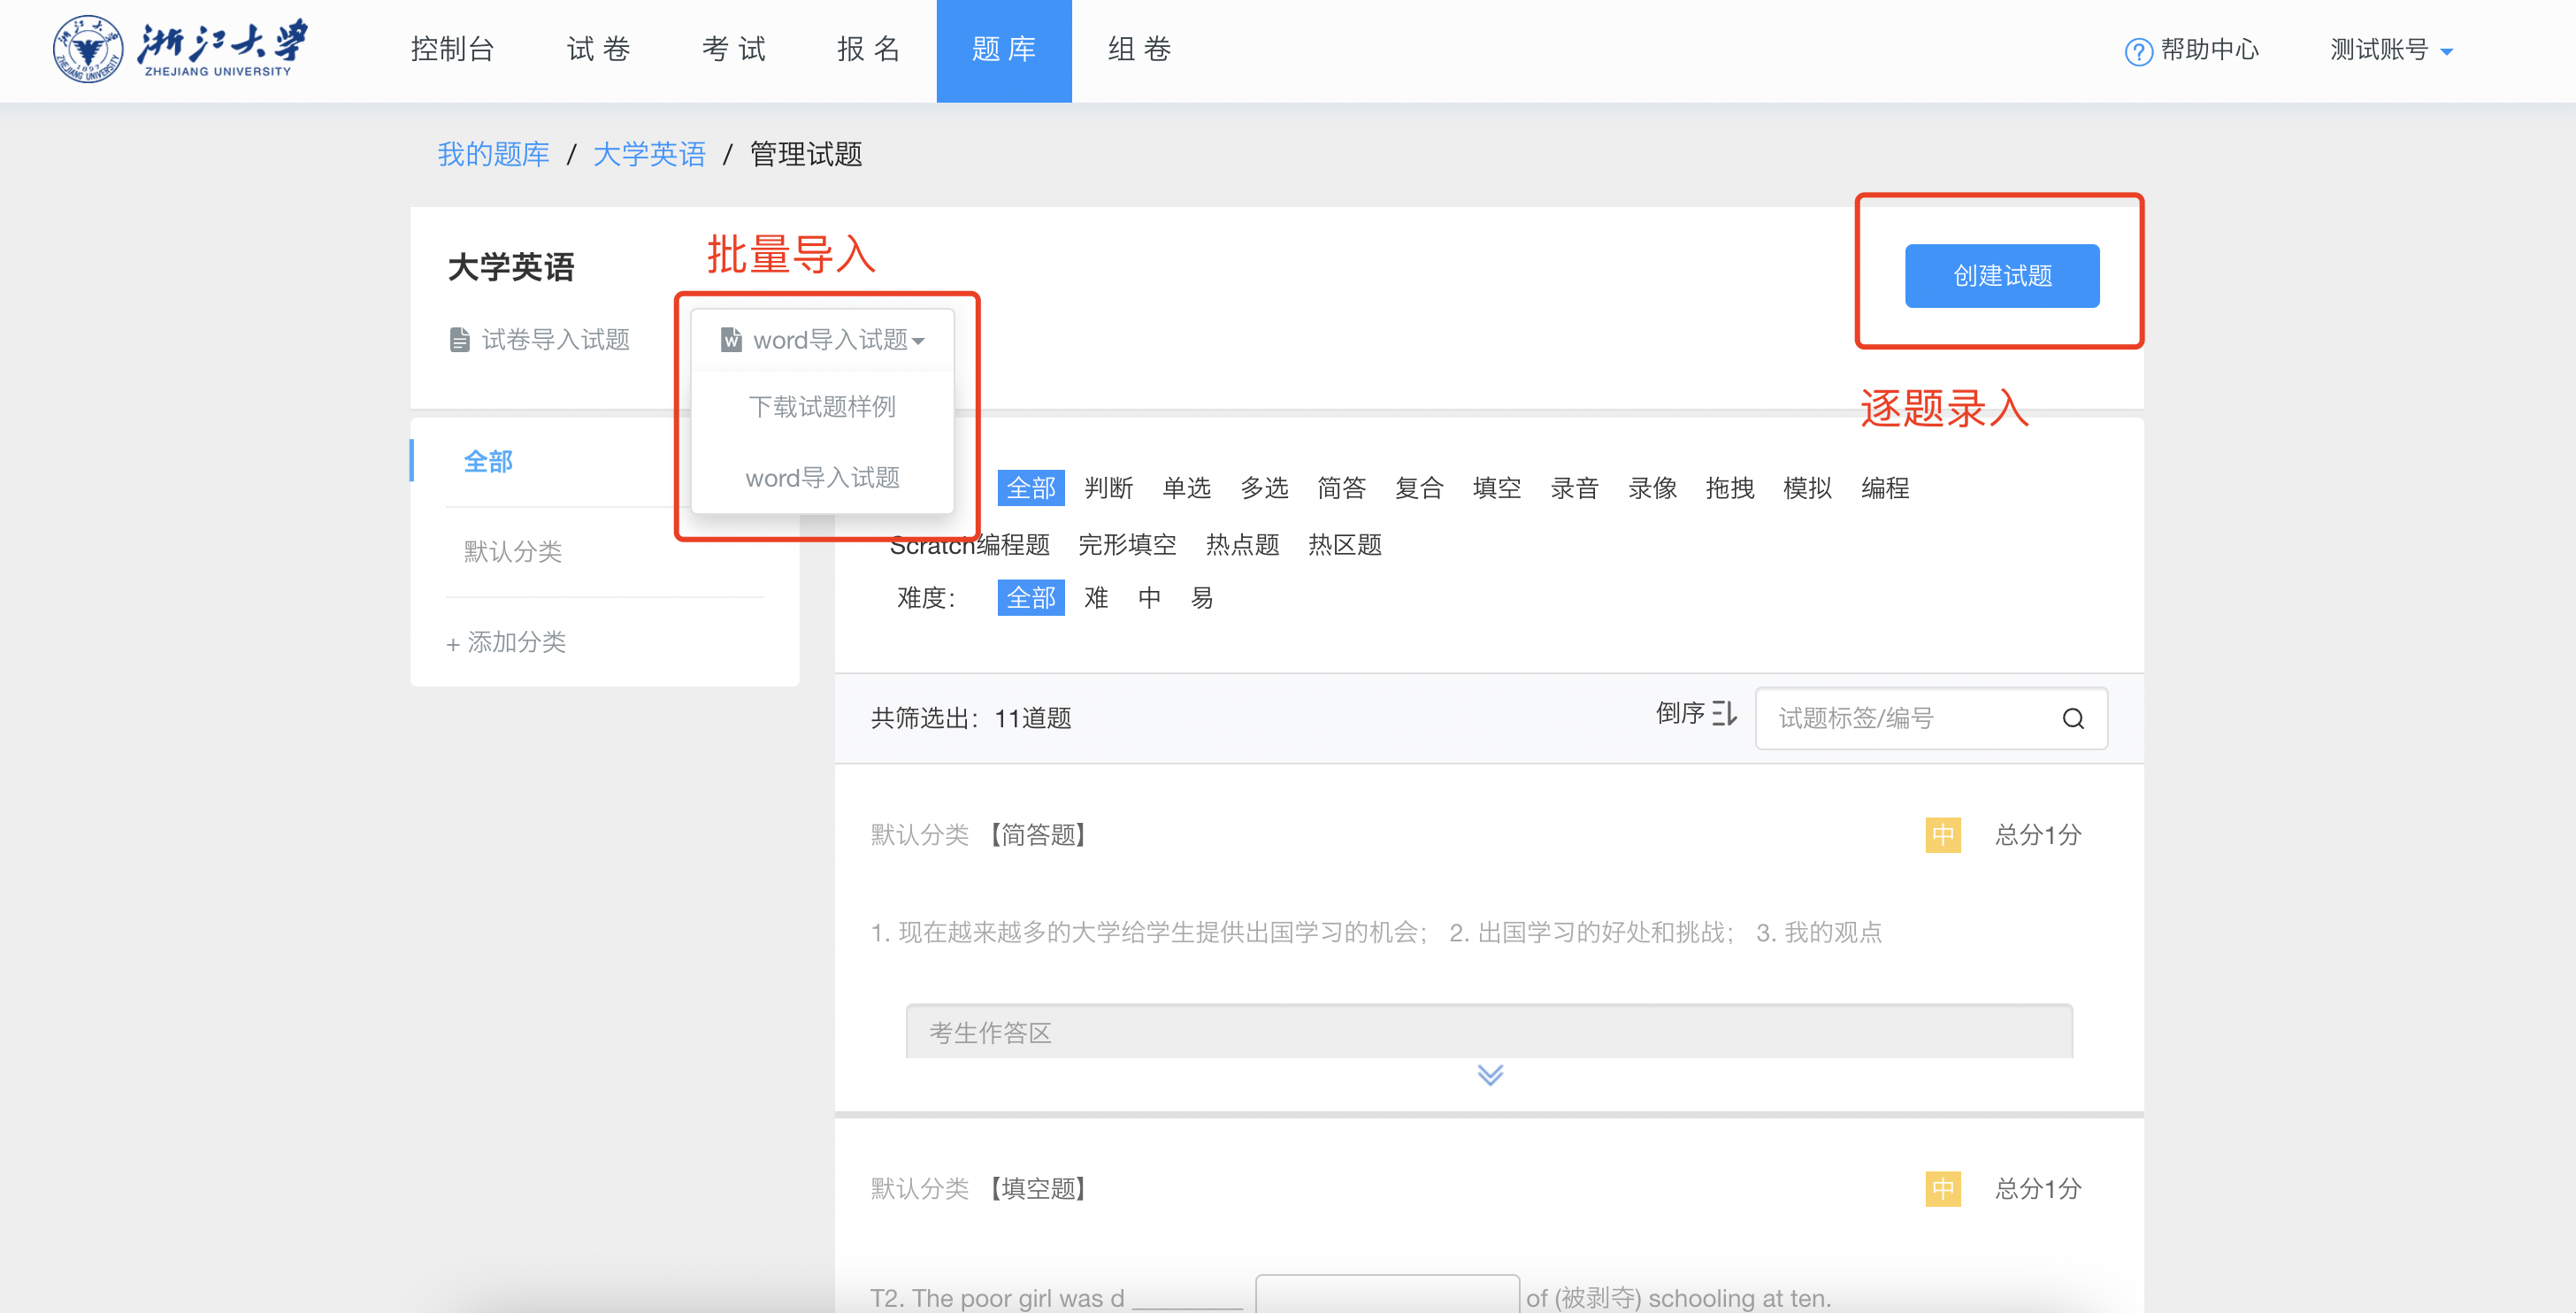 浙江大学
ZHEJIANG UNIVERSITY
控制台 试卷 考试 报名 题库 组卷
帮助中心 测试账号
我的题库 / 大学英语 / 管理试题
大学英语
批量导入
创建试题
试卷导入试题
word导入试题
下载试题样例
word导入试题
逐题录入
全部
默认分类
+ 添加分类
全部 判断 单选 多选 简答 复合 填空 录音 录像 拖拽 模拟 编程
Scratch编程题 完形填空 热点题 热区题
难度： 全部 难 中 易
共筛选出：11道题
倒序
试题标签/编号
默认分类 【简答题】 中 总分1分
1. 现在越来越多的大学给学生提供出国学习的机会； 2. 出国学习的好处和挑战； 3. 我的观点
考生作答区
默认分类 【填空题】 中 总分1分
T2. The poor girl was d ________ of (被剥夺) schooling at ten.